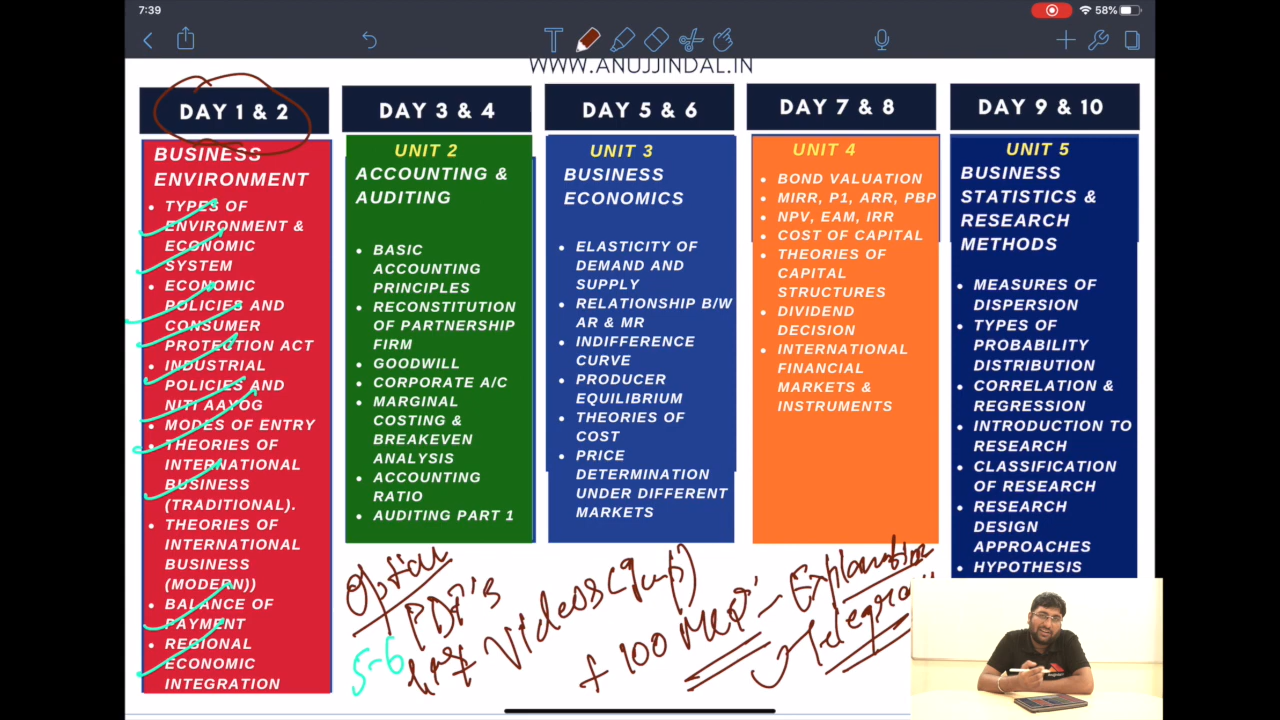 7:39
58%
WWW.ANUJJINDAL.IN
DAY 1 & 2
BUSINESS
ENVIRONMENT
• TYPES OF
ENVIRONMENT &
ECONOMIC
SYSTEM
• ECONOMIC
POLICIES AND
CONSUMER
PROTECTION ACT
• INDUSTRIAL
POLICIES AND
NITI AAYOG
• MODES OF ENTRY
• THEORIES OF
INTERNATIONAL
BUSINESS
(TRADITIONAL).
• THEORIES OF
INTERNATIONAL
BUSINESS
(MODERN))
• BALANCE OF
PAYMENT
• REGIONAL
ECONOMIC
INTEGRATION
DAY 3 & 4
UNIT 2
ACCOUNTING &
AUDITING
• BASIC
ACCOUNTING
PRINCIPLES
• RECONSTITUTION
OF PARTNERSHIP
FIRM
• GOODWILL
• CORPORATE A/C
• MARGINAL
COSTING &
BREAKEVEN
ANALYSIS
• ACCOUNTING
RATIO
• AUDITING PART 1
DAY 5 & 6
UNIT 3
BUSINESS
ECONOMICS
• ELASTICITY OF
DEMAND AND
SUPPLY
• RELATIONSHIP B/W
AR & MR
• INDIFFERENCE
CURVE
• PRODUCER
EQUILIBRIUM
• THEORIES OF
COST
• PRICE
DETERMINATION
UNDER DIFFERENT
MARKETS
DAY 7 & 8
UNIT 4
• BOND VALUATION
• MIRR, P1, ARR, PBP
• NPV, EAM, IRR
• COST OF CAPITAL
• THEORIES OF
CAPITAL
STRUCTURES
• DIVIDEND
DECISION
• INTERNATIONAL
FINANCIAL
MARKETS &
INSTRUMENTS
DAY 9 & 10
UNIT 5
BUSINESS
STATISTICS &
RESEARCH
METHODS
• MEASURES OF
DISPERSION
• TYPES OF
PROBABILITY
DISTRIBUTION
• CORRELATION &
REGRESSION
• INTRODUCTION TO
RESEARCH
• CLASSIFICATION
OF RESEARCH
• RESEARCH
DESIGN
APPROACHES
• HYPOTHESIS
PDF's
5-6 hrs Videos
+ 100 MCQ's - Explanation
Telegram